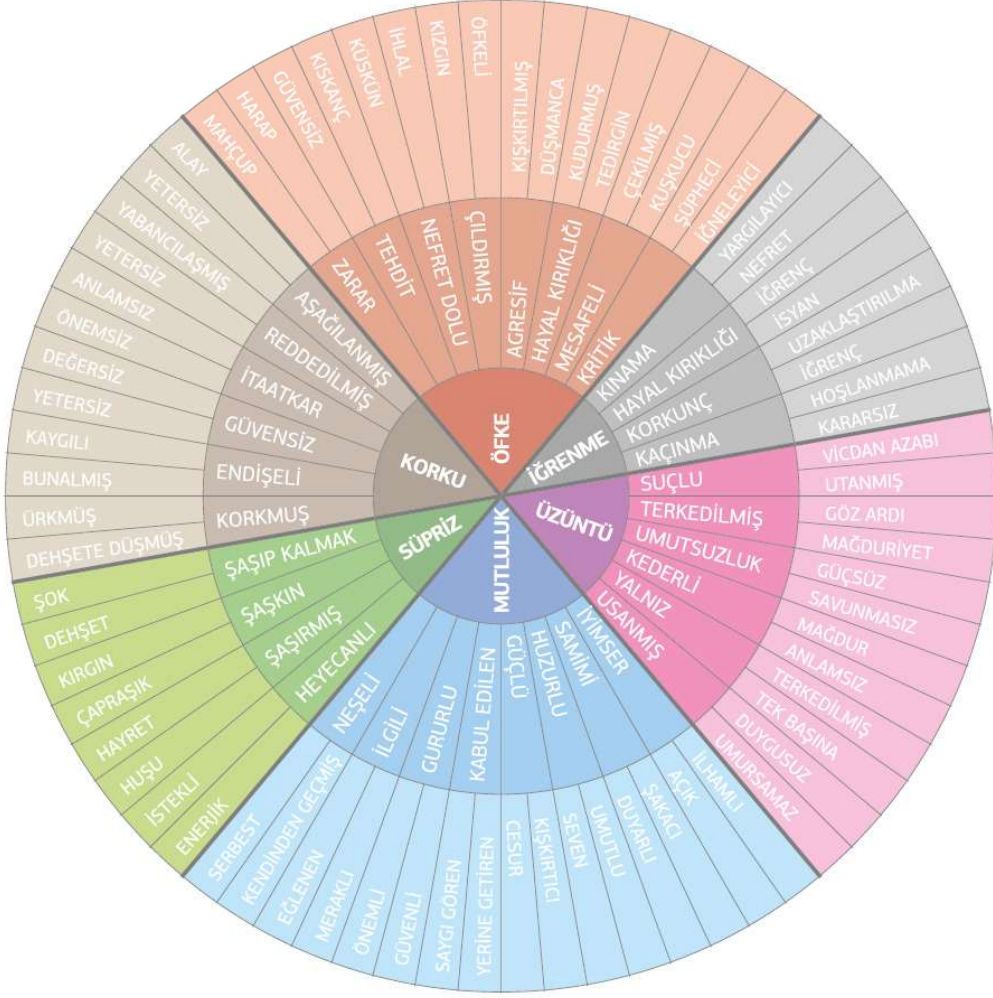 ÖFKE
İĞRENME
ÜZÜNTÜ
MUTLULUK
SÜPRİZ
KORKU
ZARAR
TEHDİT
NEFRET DOLU
ÇILDIRMIŞ
AGRESİF
HAYAL KIRIKLIĞI
MESAFELİ
KRİTİK
KINAMA
HAYAL KIRIKLIĞI
KORKUNÇ
KAÇINMA
SUÇLU
TERKEDİLMİŞ
UMUTSUZLUK
KEDERLİ
YALNIZ
USANMIŞ
İYİMSER
SAMİMİ
HUZURLU
GÜÇLÜ
KABUL EDİLEN
GURURLU
İLGİLİ
NEŞELİ
HEYECANLI
ŞAŞIRMIŞ
ŞAŞKIN
ŞAŞIP KALMAK
KORKMUŞ
ENDİŞELİ
GÜVENSİZ
İTAATKAR
REDDEDİLMİŞ
AŞAĞILANMIŞ
MAHÇUP
HARAP
GÜVENSİZ
KISKANÇ
KÜSKÜN
İHLAL
KIZGIN
ÖFKELİ
KIŞKIRTILMIŞ
DÜŞMANCA
KUDURMUŞ
TEDIRGIN
ÇEKİLMİŞ
KUŞKUCU
ŞÜPHECİ
İĞNELEYİCİ
YARGILAYICI
NEFRET
İĞRENÇ
İSYAN
UZAKLAŞTIRILMA
İĞRENÇ
HOŞLANMAMA
KARARSIZ
VİCDAN AZABI
UTANMIŞ
GÖZ ARDI
MAĞDURİYET
GÜÇSÜZ
SAVUNMASIZ
MAĞDUR
ANLAMSIZ
TERKEDİLMİŞ
TEK BAŞINA
DUYGUSUZ
UMURSAMAZ
İLHAMLI
AÇIK
ŞAKACI
DUYARLI
UMUTLU
SEVEN
KIŞKIRTICI
CESUR
YERİNE GETİREN
SAYGI GÖREN
GÜVENLİ
ÖNEMLİ
MERAKLI
EĞLENEN
KENDİNDEN GEÇMİŞ
SERBEST
ENERJİK
İSTEKLİ
HUŞU
HAYRET
ÇAPRAŞIK
KIRGIN
DEHŞET
ŞOK
DEHŞETE DÜŞMÜŞ
ÜRKMÜŞ
BUNALMIŞ
KAYGILI
YETERSİZ
DEĞERSİZ
ÖNEMSİZ
ANLAMSIZ
YETERSİZ
YABANCILAŞMIŞ
YETERSİZ
ALAY